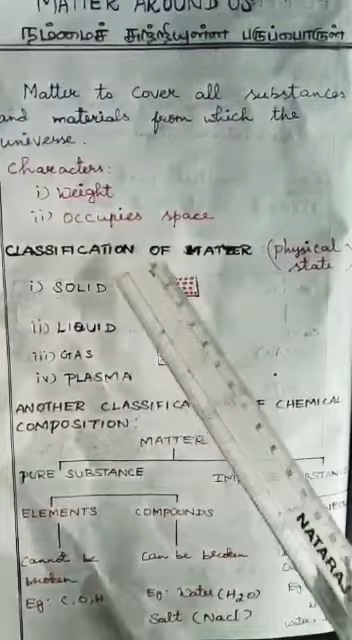 MATTER AROUND US
நம்மைச் சுற்றியுள்ள பருப்பொருள்
Matter to cover all substances
and materials from which the
universe.
Characters:
i) Weight
ii) Occupies space
CLASSIFICATION OF MATTER (physical
state
i) SOLID
ii) LIQUID
iii) GAS
iv) PLASMA
ANOTHER CLASSIFICA F CHEMICAL
COMPOSITION:
MATTER
PURE SUBSTANCE IM
ELEMENTS COMPOUNDS
Cannot be Can be broken
broken
Eg: C, O, H Eg: Water (H2O)
Salt (Nacl)
NATARAJ